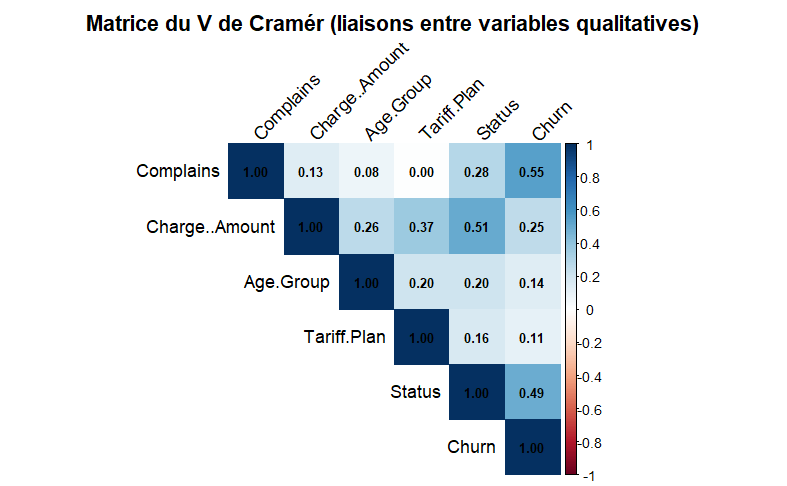 Matrice du V de Cramér (liaisons entre variables qualitatives)
Complains Charge..Amount Age.Group Tariff.Plan Status Churn
Complains 1.00 0.13 0.08 0.00 0.28 0.55
Charge..Amount 1.00 0.26 0.37 0.51 0.25
Age.Group 1.00 0.20 0.20 0.14
Tariff.Plan 1.00 0.16 0.11
Status 1.00 0.49
Churn 1.00
1
0.8
0.6
0.4
0.2
0
-0.2
-0.4
-0.6
-0.8
-1